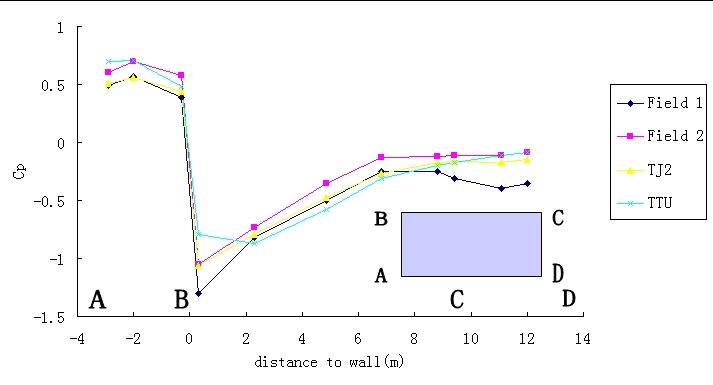 1
0.5
0
-0.5
-1
-1.5
Cp
-4 -2 0 2 4 6 8 10 12 14
distance to wall(m)
A B C D
B C
A D
Field 1
Field 2
TJ2
TTU